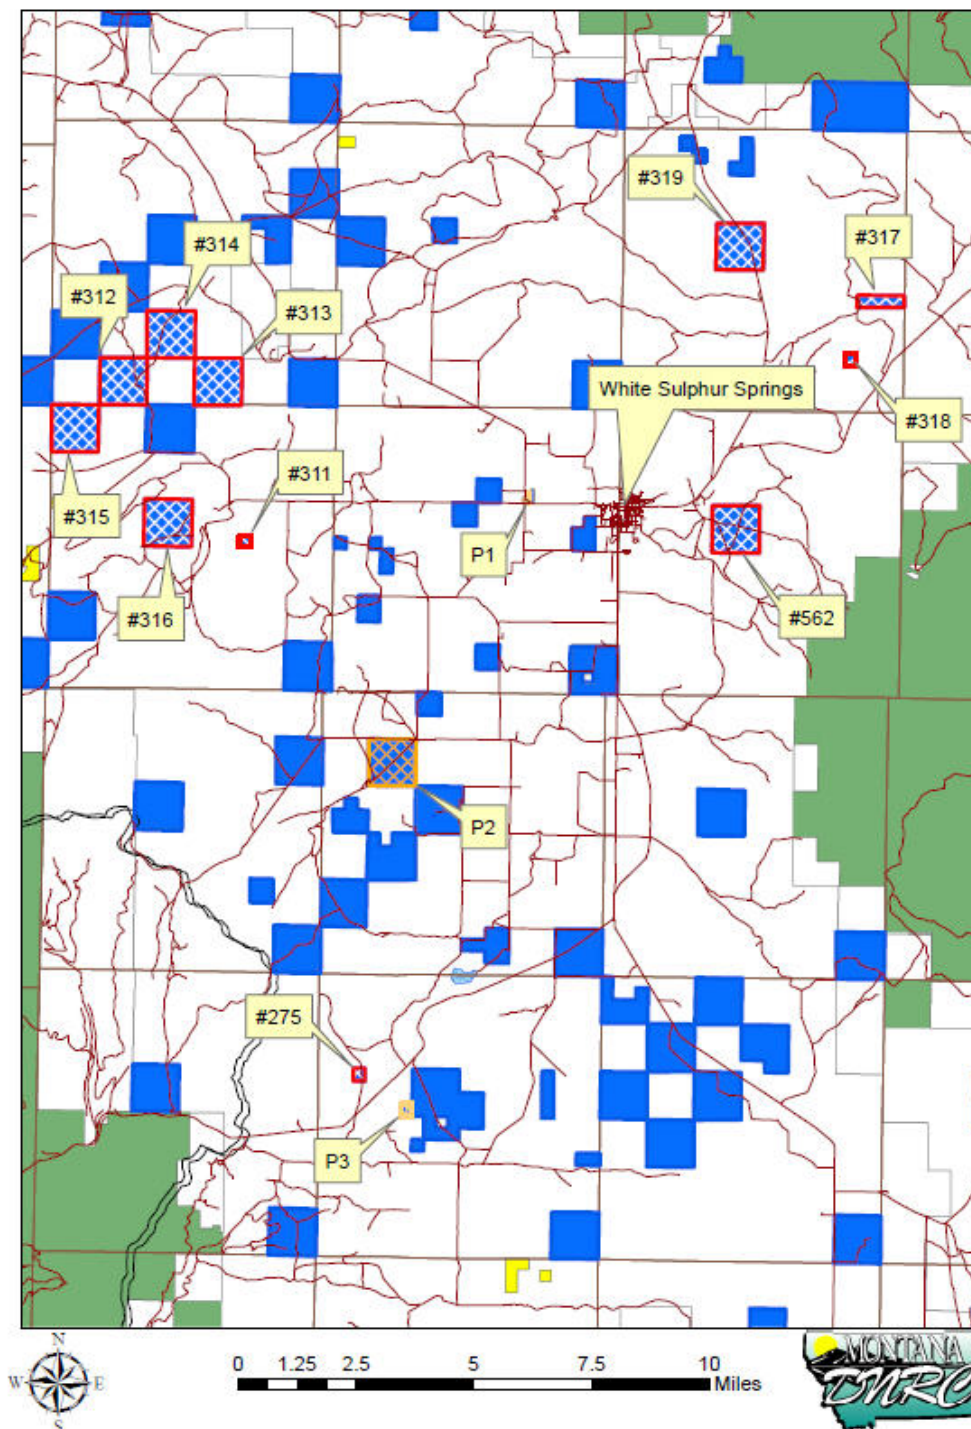 #319
#317
#314
#312
#313
White Sulphur Springs
#318
#311
#315
P1
#316
#562
P2
#275
P3
N
W E
S
0 1.25 2.5 5 7.5 10
Miles
MONTANA
DNRC